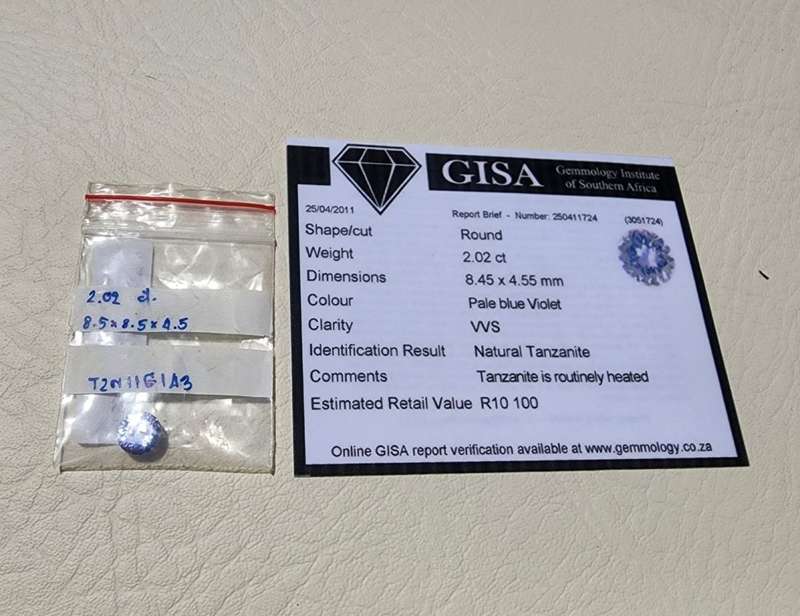 2.02 ct.
8.5x8.5x4.5
T2N11G1A3
GISA
Gemmology Institute
of Southern Africa
25/04/2011 Report Brief - Number: 250411724 (3051724)
Shape/cut Round
Weight 2.02 ct
Dimensions 8.45 x 4.55 mm
Colour Pale blue Violet
Clarity VVS
Identification Result Natural Tanzanite
Comments Tanzanite is routinely heated
Estimated Retail Value R10 100
Online GISA report verification available at www.gemmology.co.za